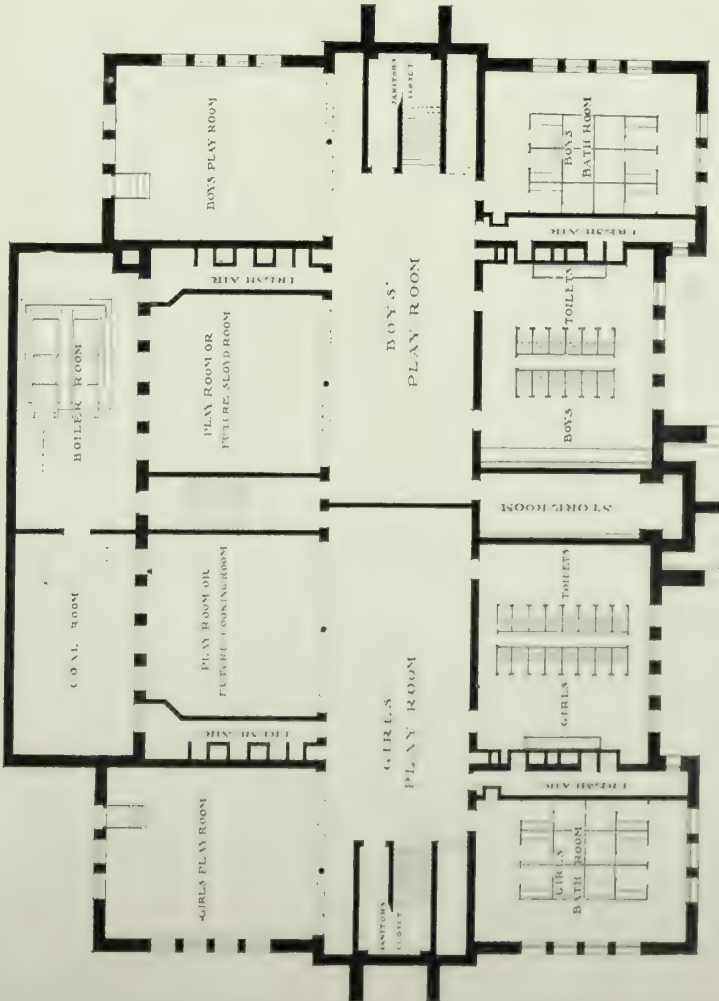 BOYS PLAY ROOM
JANITORS
CLOSET
BOYS
BATH ROOM
FRESH AIR
FRESH AIR
BOILER ROOM
PLAY ROOM OR
FUTURE SLOYD ROOM
BOYS'
PLAY ROOM
BOYS TOILETS
STORE ROOM
COAL ROOM
PLAY ROOM OR
FUTURE COOKING ROOM
GIRLS
PLAY ROOM
GIRLS TOILETS
FRESH AIR
FRESH AIR
GIRLS PLAY ROOM
JANITORS
CLOSET
GIRLS
BATH ROOM